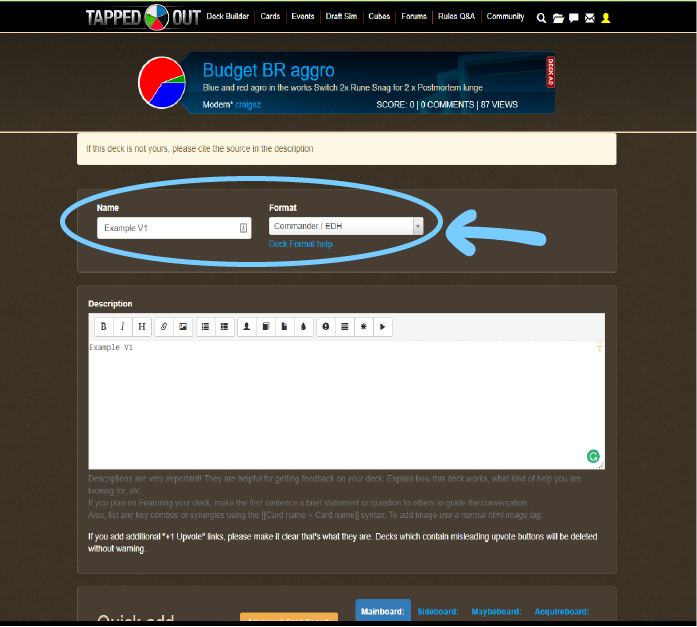 TAPPED OUT Deck Builder Cards Events Draft Sim Cubes Forums Rules Q&A Community
Budget BR aggro
Blue and red agro in the works Switch 2x Rune Snag for 2 x Postmortem lunge
Modern* craigsz SCORE: 0 | 0 COMMENTS | 87 VIEWS
DECK AD
If this deck is not yours, please cite the source in the description
Name Format
Example V1 Commander / EDH
Deck Format help
Description
B I H
Example V1
Descriptions are very important! They are helpful for getting feedback on your deck. Explain how this deck works, what kind of help you are
looking for, etc
If you plan on Featuring your deck, make the first sentence a brief statement or question to others to guide the conversation.
Also, list any key combos or synergies using the [[Card name + Card name]] syntax. To add image use a normal html image tag.
If you add additional "+1 Upvote" links, please make it clear that's what they are. Decks which contain misleading upvote buttons will be deleted
without warning.
Quick add Mainboard: Sideboard: Maybeboard: Acquireboard: